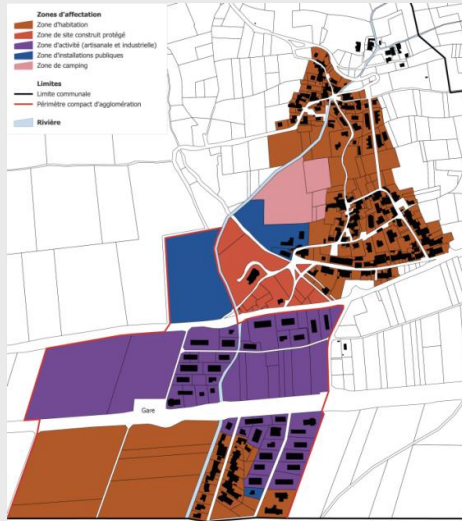 Zones d'affectation
Zone d'habitation
Zone de site construit protégé
Zone d'activité (artisanale et industrielle)
Zone d'installations publiques
Zone de camping
Limites
Limite communale
Périmètre compact d'agglomération
Rivière
Gare